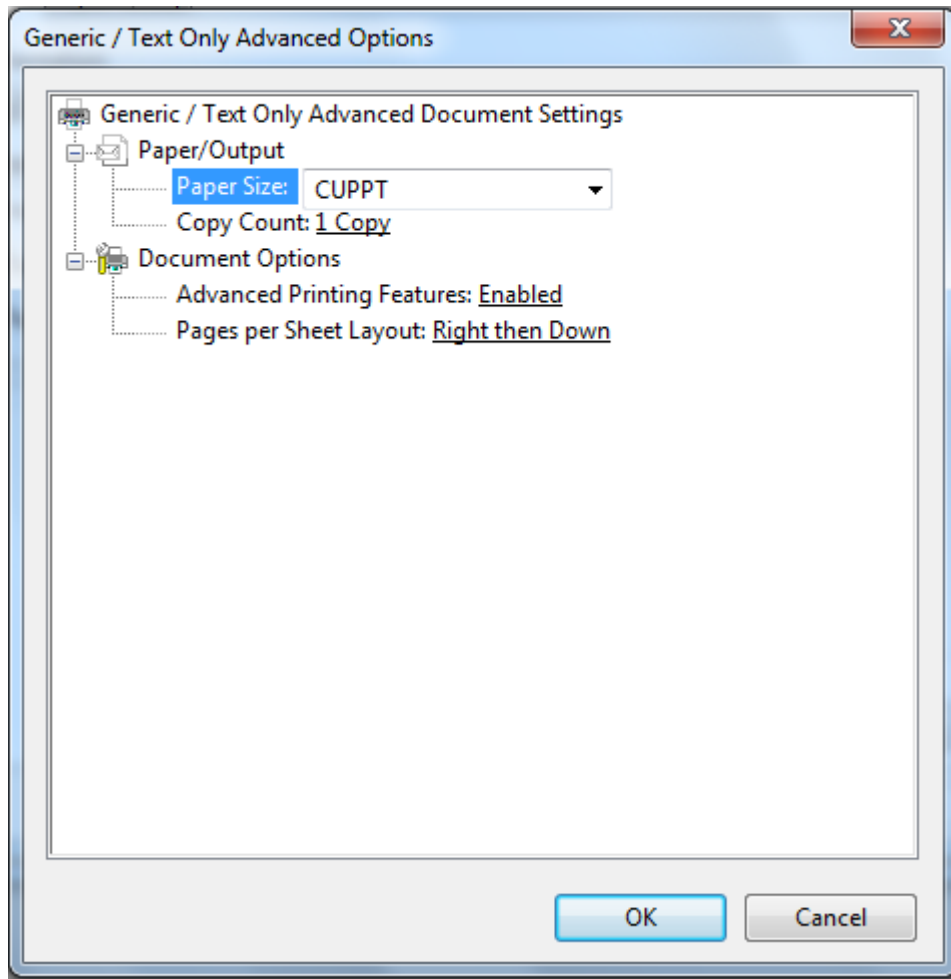 Generic / Text Only Advanced Options
Generic / Text Only Advanced Document Settings
Paper/Output
Paper Size: CUPPT
Copy Count: 1 Copy
Document Options
Advanced Printing Features: Enabled
Pages per Sheet Layout: Right then Down
OK Cancel